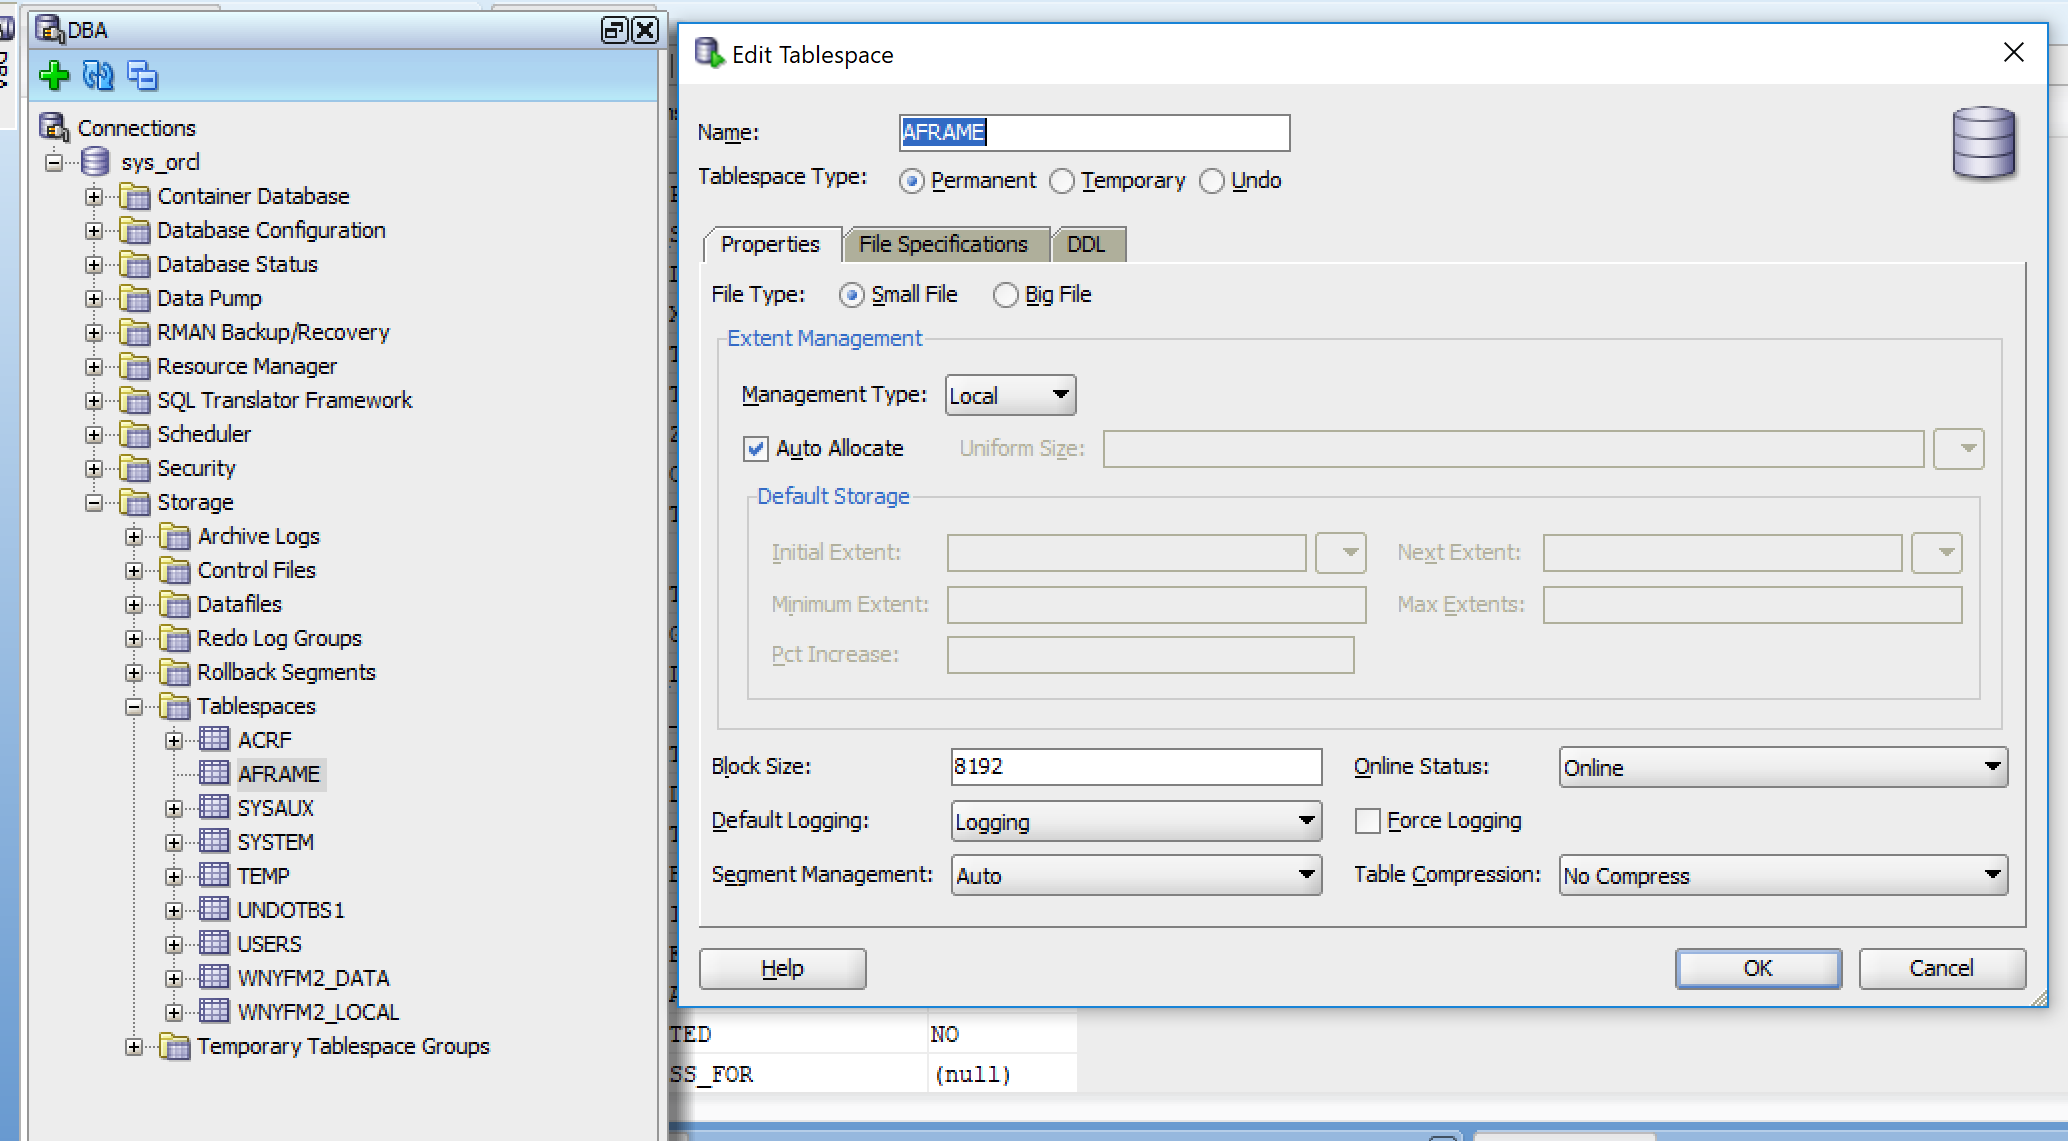 DBA
DBA
Connections
sys_orcl
Container Database
Database Configuration
Database Status
Data Pump
RMAN Backup/Recovery
Resource Manager
SQL Translator Framework
Scheduler
Security
Storage
Archive Logs
Control Files
Datafiles
Redo Log Groups
Rollback Segments
Tablespaces
ACRF
AFRAME
SYSAUX
SYSTEM
TEMP
UNDOTBS1
USERS
WNYFM2_DATA
WNYFM2_LOCAL
Temporary Tablespace Groups
Edit Tablespace
Name: AFRAME
Tablespace Type: Permanent Temporary Undo
Properties File Specifications DDL
File Type: Small File Big File
Extent Management
Management Type: Local
Auto Allocate Uniform Size:
Default Storage
Initial Extent: Next Extent:
Minimum Extent: Max Extents:
Pct Increase:
Block Size: 8192 Online Status: Online
Default Logging: Logging Force Logging
Segment Management: Auto Table Compression: No Compress
Help OK Cancel
TED NO
SS_FOR (null)